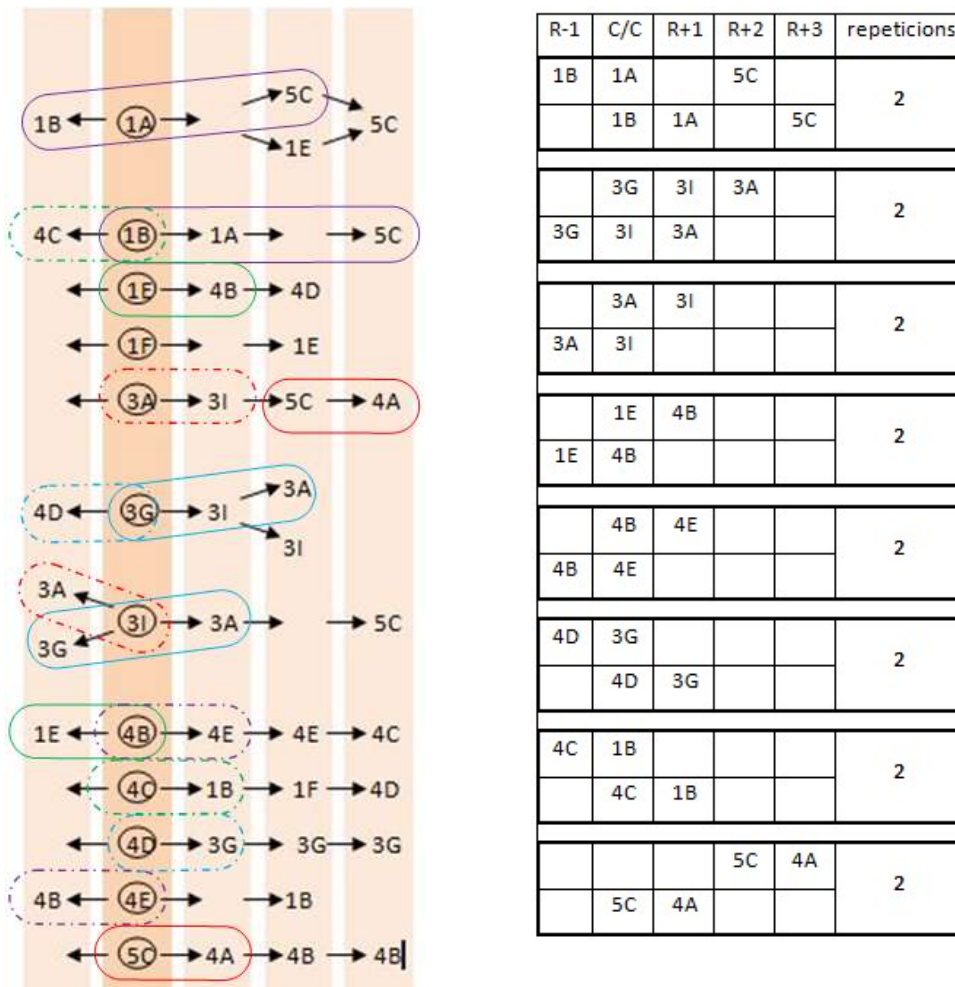 5C
1B 1A 5C
1E
4C 1B 1A 5C
1E 4B 4D
1F 1E
3A 3I 5C 4A
3A
4D 3G 3I
3I
3A
3I 3A 5C
3G
1E 4B 4E 4E 4C
4C 1B 1F 4D
4D 3G 3G 3G
4B 4E 1B
5C 4A 4B 4B
R-1 C/C R+1 R+2 R+3 repeticions
1B 1A 5C
2
1B 1A 5C
3G 3I 3A
2
3G 3I 3A
3A 3I
2
3A 3I
1E 4B
2
1E 4B
4B 4E
2
4B 4E
4D 3G
2
4D 3G
4C 1B
2
4C 1B
5C 4A
2
5C 4A